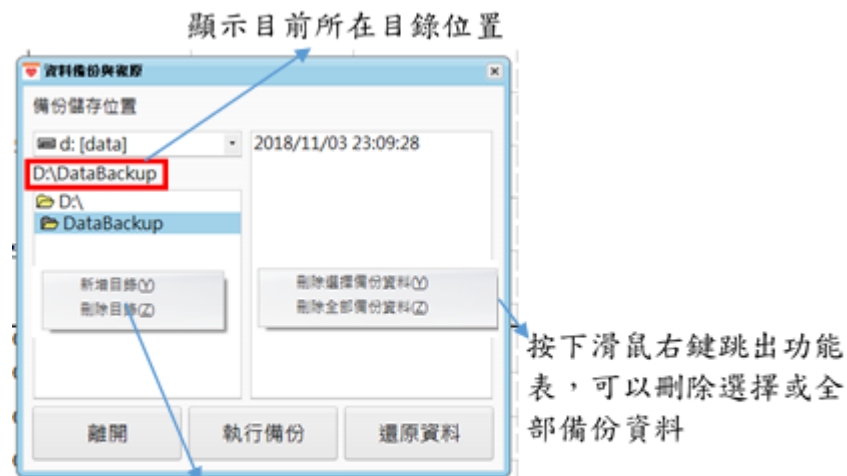 顯示目前所在目錄位置
資料備份與復原
備份儲存位置
d: [data]
2018/11/03 23:09:28
D:\DataBackup
D:\
DataBackup
新增目錄(Y)
刪除目錄(Z)
刪除選擇備份資料(Y)
刪除全部備份資料(Z)
按下滑鼠右鍵跳出功能
表，可以刪除選擇或全
部備份資料
離開
執行備份
還原資料